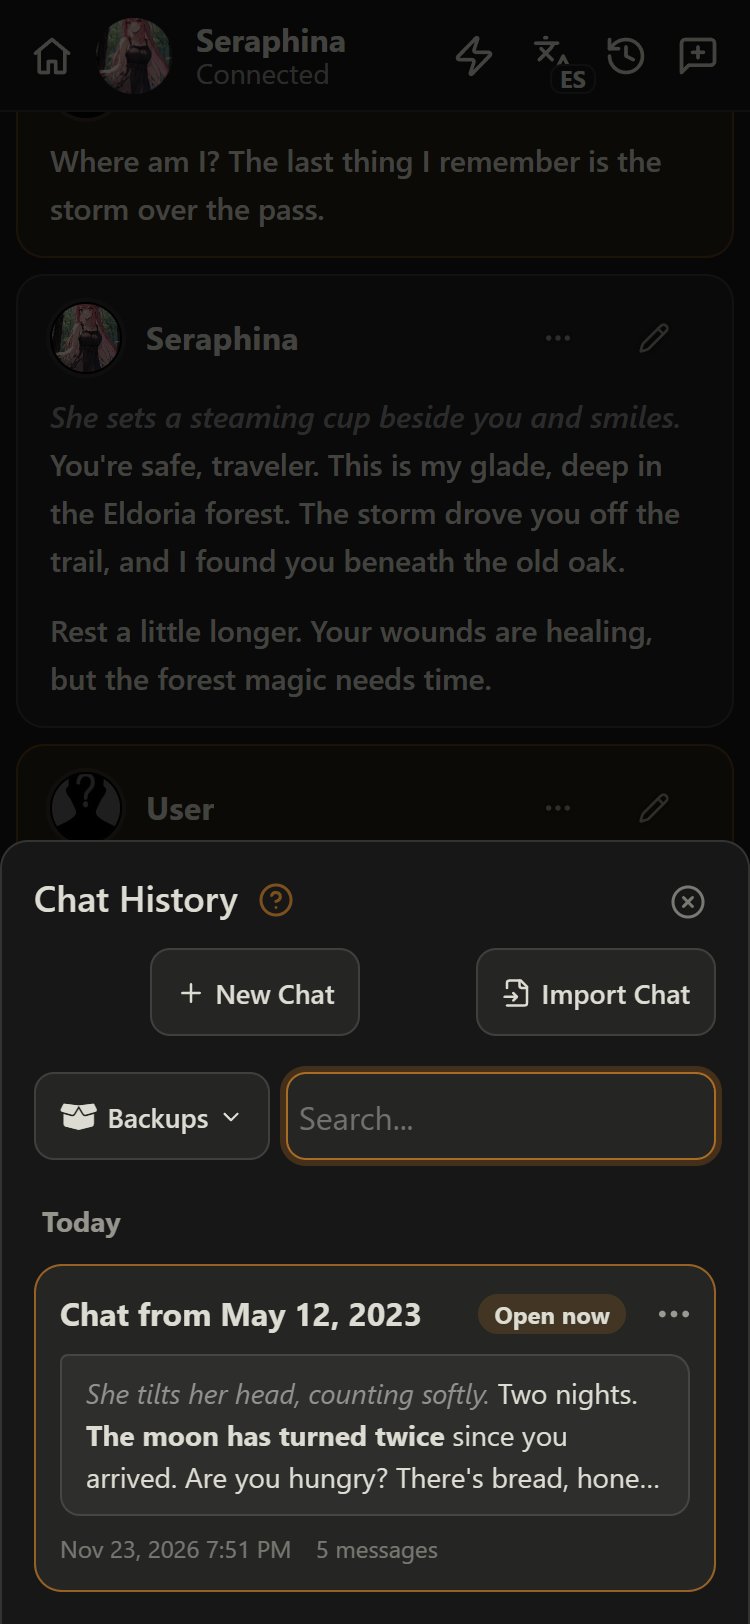 Seraphina
Connected
ES
Where am I? The last thing I remember is the
storm over the pass.
Seraphina
She sets a steaming cup beside you and smiles.
You're safe, traveler. This is my glade, deep in
the Eldoria forest. The storm drove you off the
trail, and I found you beneath the old oak.
Rest a little longer. Your wounds are healing,
but the forest magic needs time.
User
Chat History
New Chat
Import Chat
Backups
Search...
Today
Chat from May 12, 2023
Open now
She tilts her head, counting softly. Two nights.
The moon has turned twice since you
arrived. Are you hungry? There's bread, hone...
Nov 23, 2026 7:51 PM 5 messages